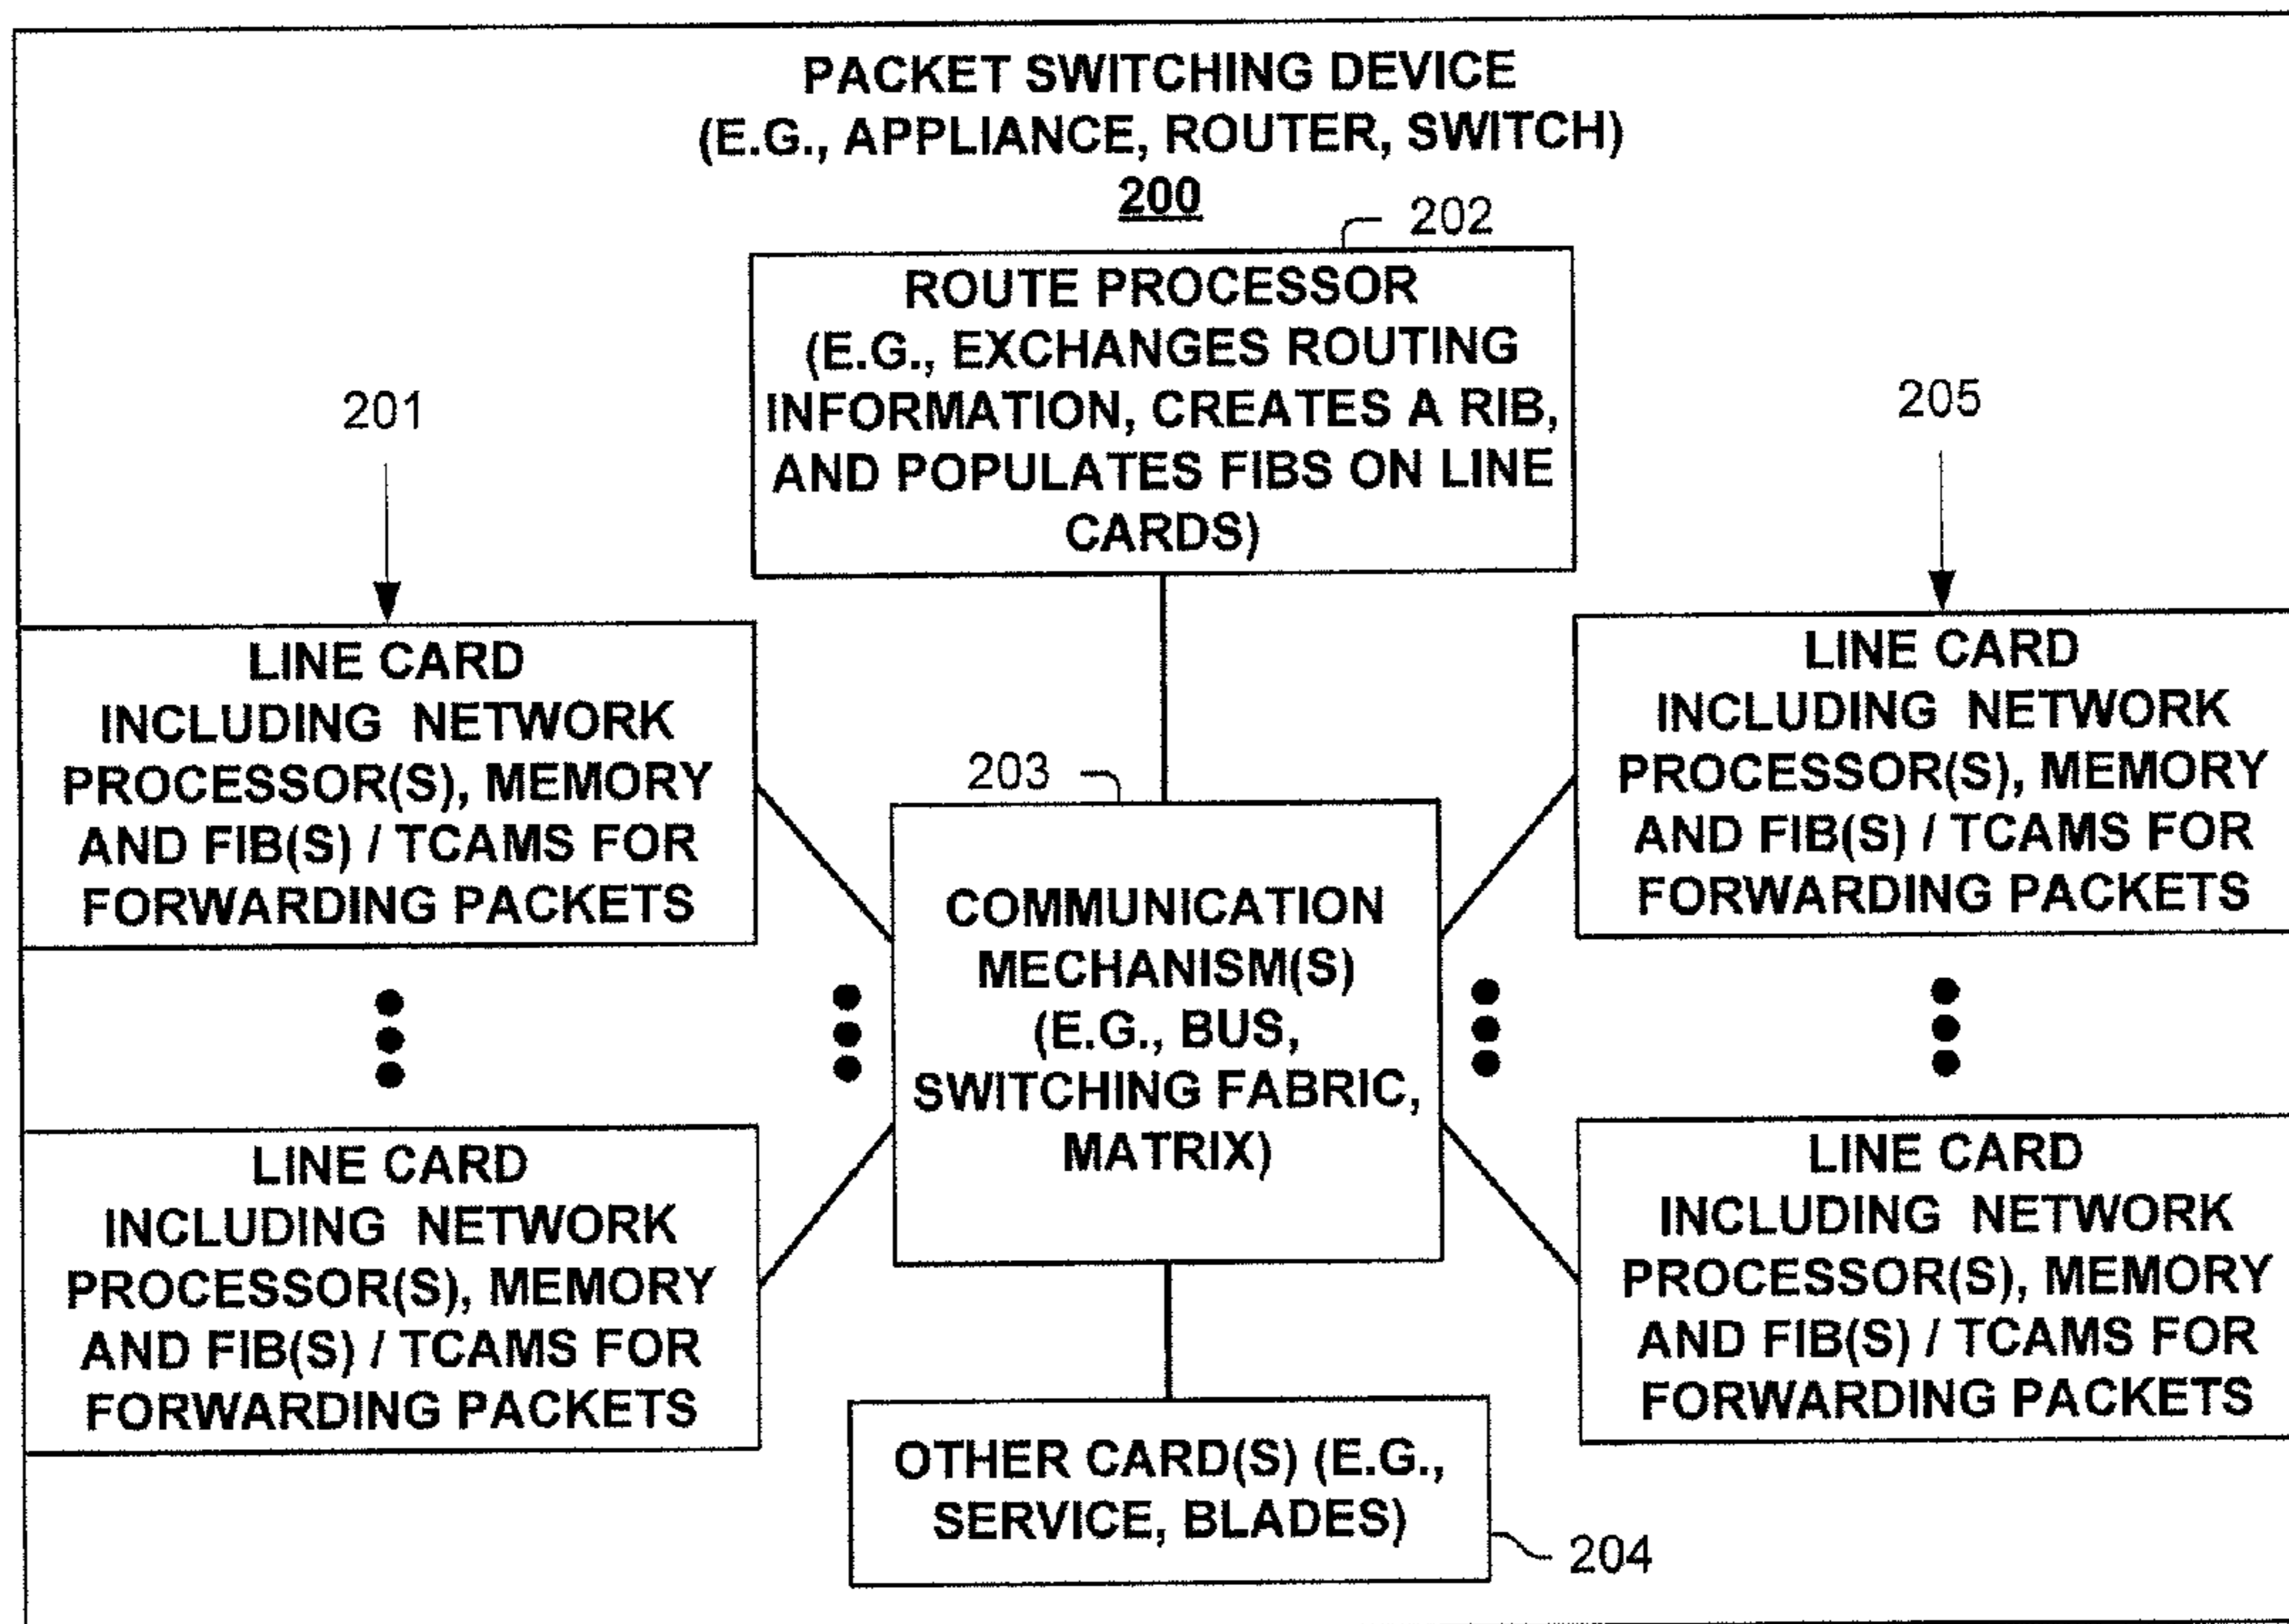 PACKET SWITCHING DEVICE
(E.G., APPLIANCE, ROUTER, SWITCH)
200
202
ROUTE PROCESSOR
(E.G., EXCHANGES ROUTING
INFORMATION, CREATES A RIB,
AND POPULATES FIBS ON LINE
CARDS)
201
205
LINE CARD
INCLUDING NETWORK
PROCESSOR(S), MEMORY
AND FIB(S) / TCAMS FOR
FORWARDING PACKETS
LINE CARD
INCLUDING NETWORK
PROCESSOR(S), MEMORY
AND FIB(S) / TCAMS FOR
FORWARDING PACKETS
203
COMMUNICATION
MECHANISM(S)
(E.G., BUS,
SWITCHING FABRIC,
MATRIX)
LINE CARD
INCLUDING NETWORK
PROCESSOR(S), MEMORY
AND FIB(S) / TCAMS FOR
FORWARDING PACKETS
LINE CARD
INCLUDING NETWORK
PROCESSOR(S), MEMORY
AND FIB(S) / TCAMS FOR
FORWARDING PACKETS
OTHER CARD(S) (E.G.,
SERVICE, BLADES)
204